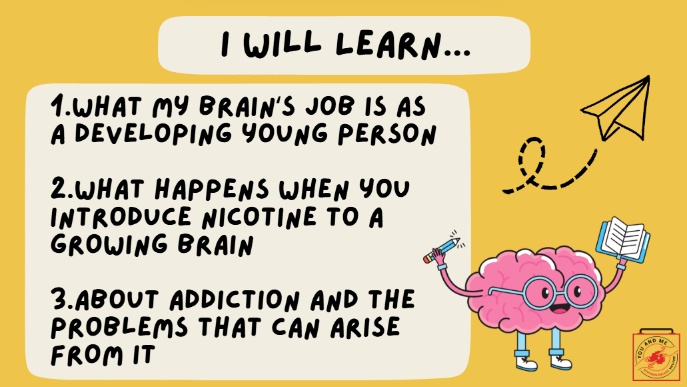 I WILL LEARN...
1.WHAT MY BRAIN'S JOB IS AS
A DEVELOPING YOUNG PERSON
2.WHAT HAPPENS WHEN YOU
INTRODUCE NICOTINE TO A
GROWING BRAIN
3.ABOUT ADDICTION AND THE
PROBLEMS THAT CAN ARISE
FROM IT
YOU AND ME